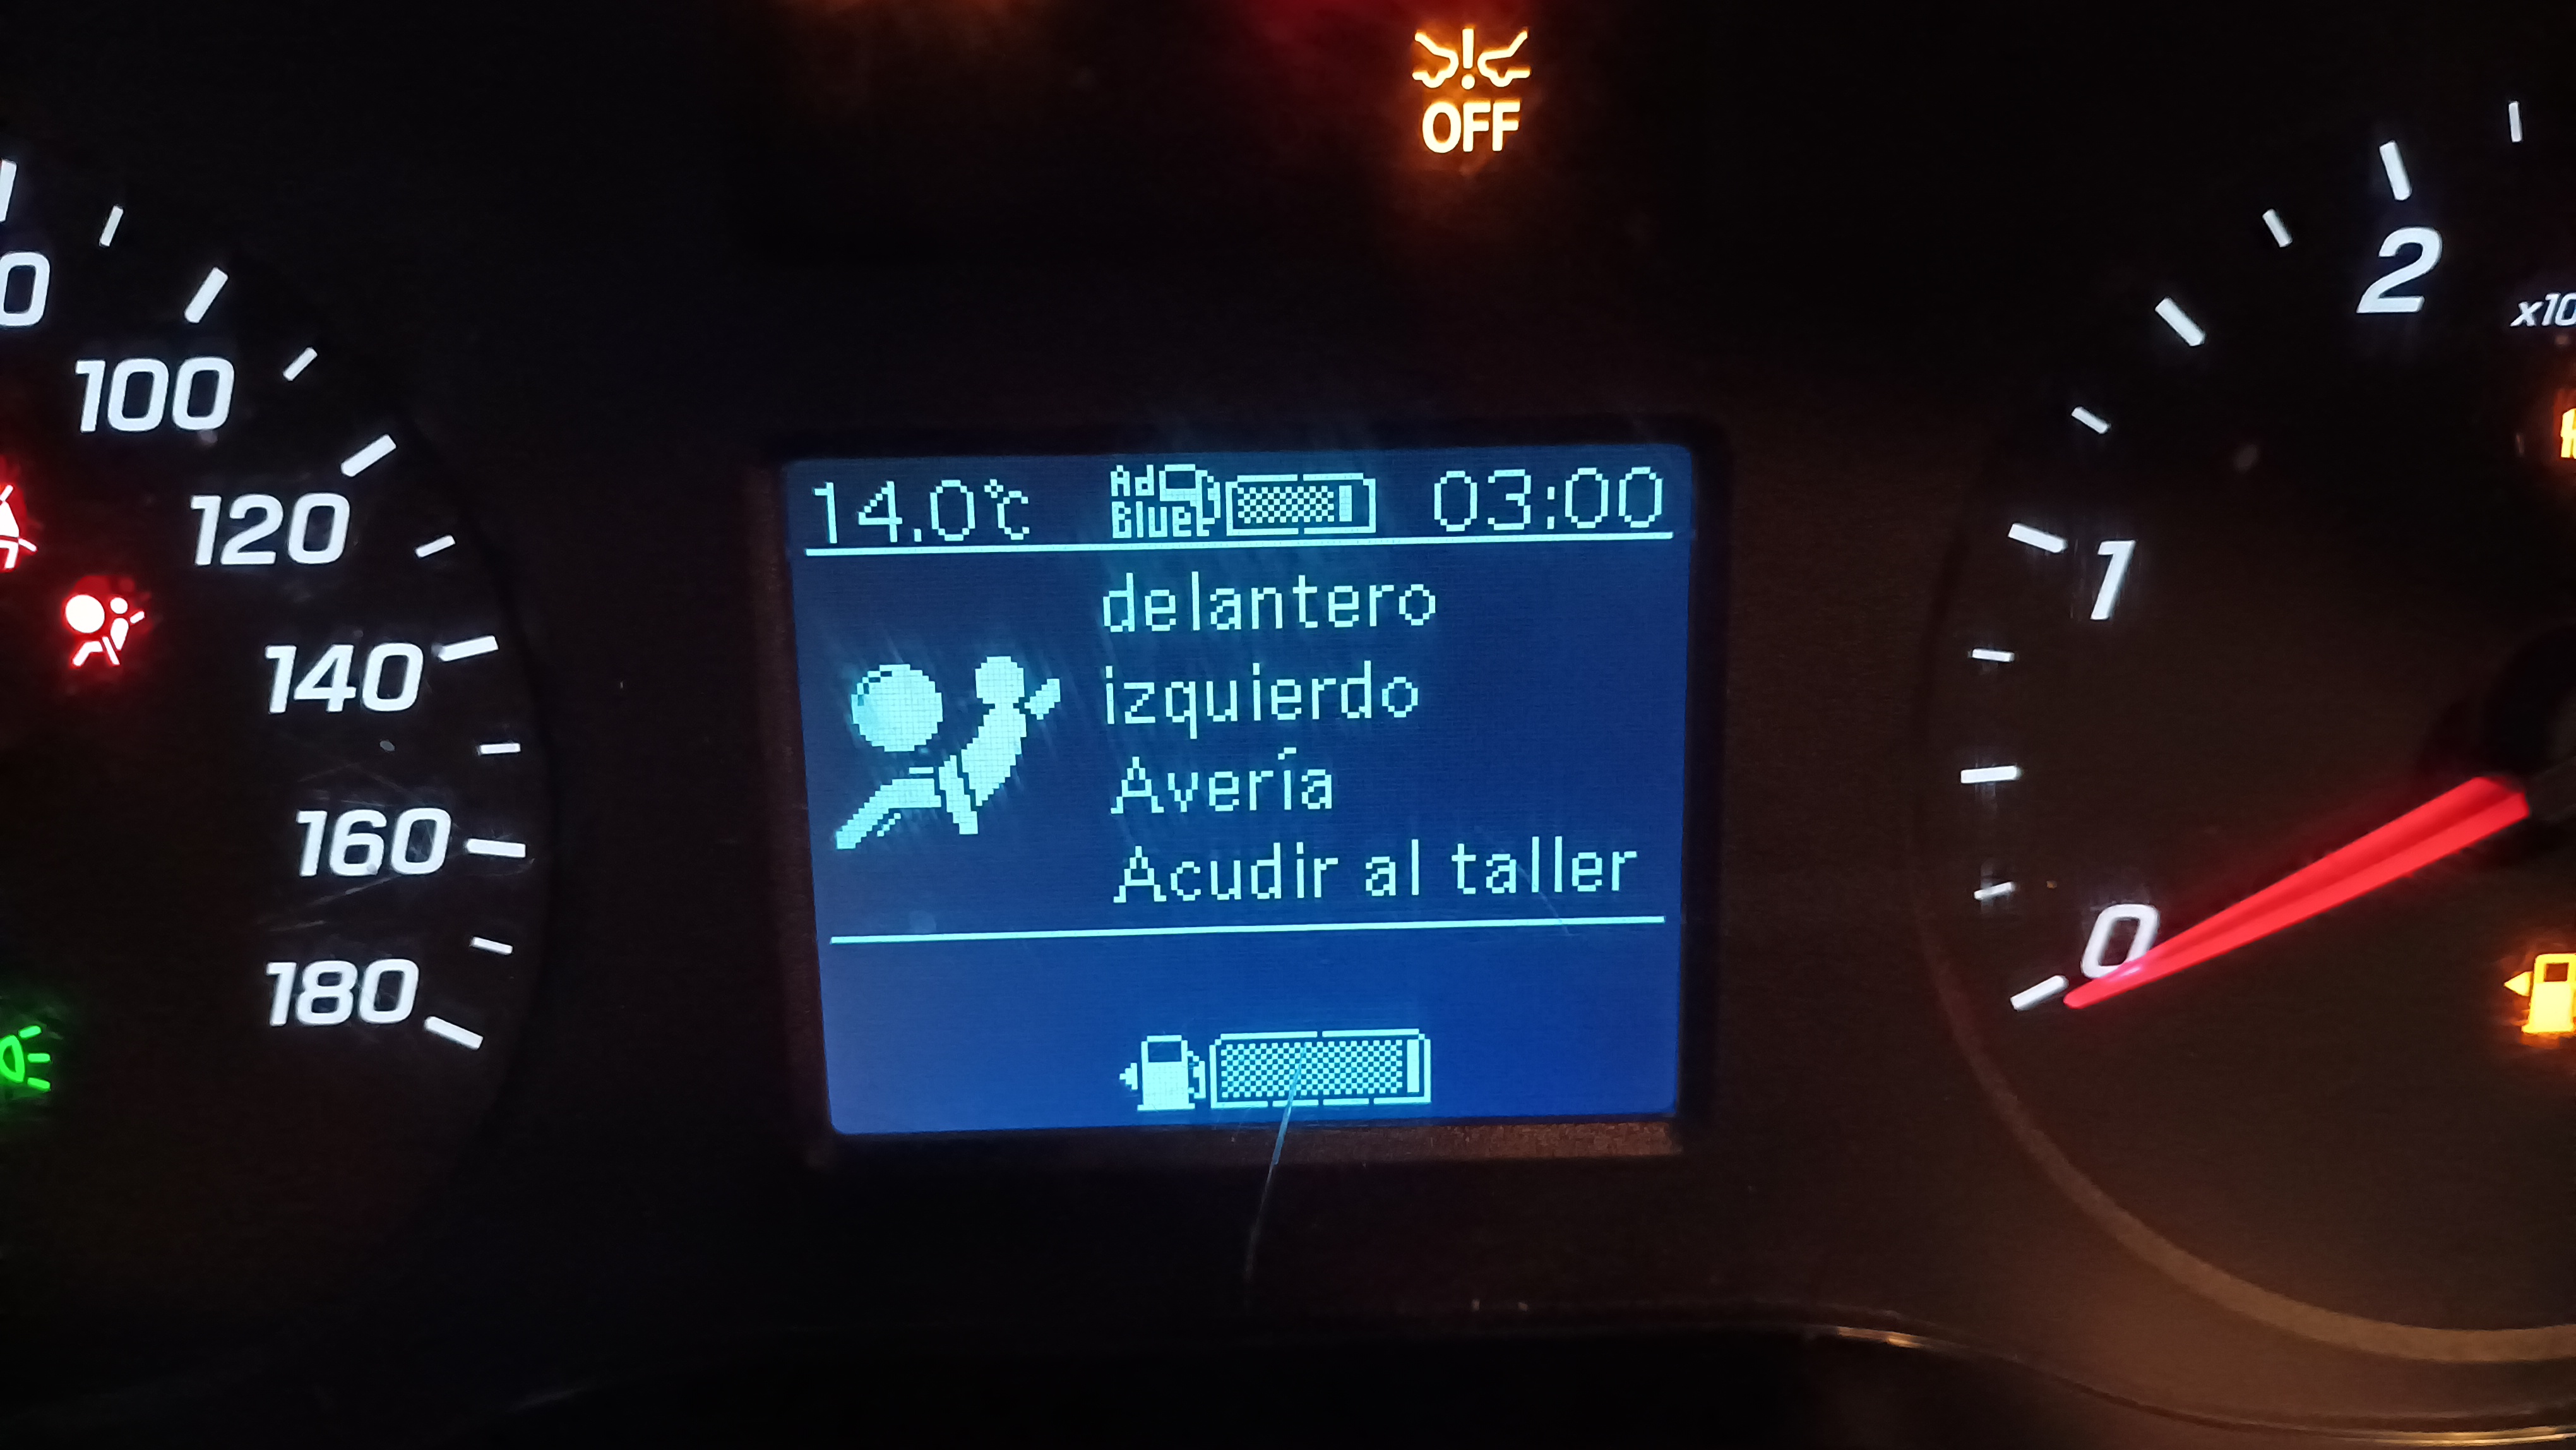 OFF
100
120
140
160
180
14.0°C Ad Blue 03:00
delantero
izquierdo
Avería
Acudir al taller
2
x10
1
0